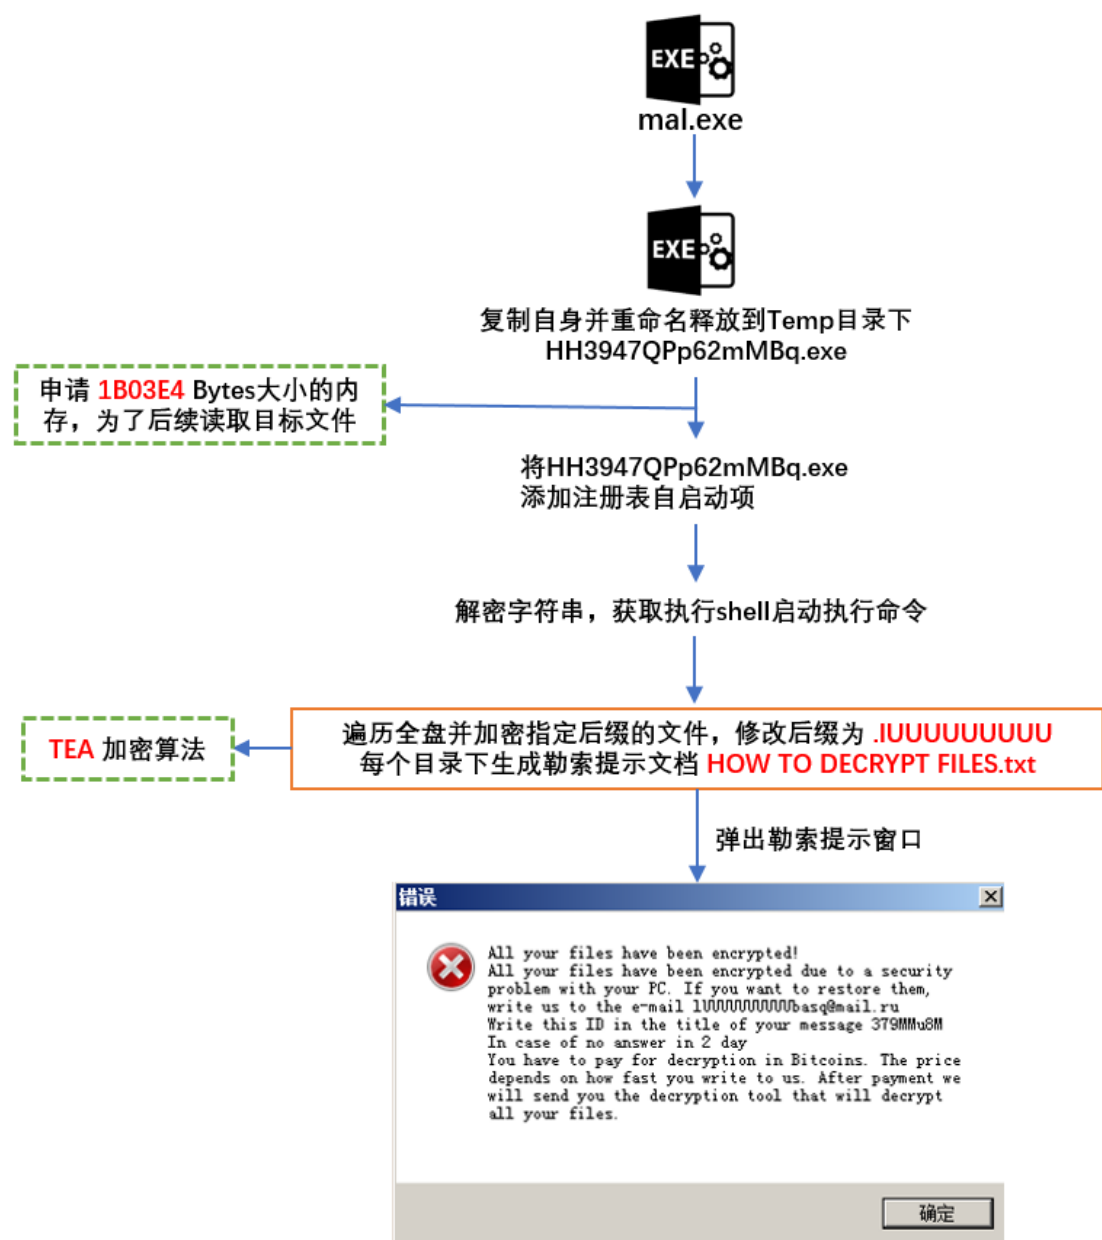 EXE
mal.exe
EXE
复制自身并重命名释放到Temp目录下
HH3947QPp62mMBq.exe
申请 1B03E4 Bytes大小的内
存，为了后续读取目标文件
将HH3947QPp62mMBq.exe
添加注册表自启动项
解密字符串，获取执行shell启动执行命令
TEA 加密算法
遍历全盘并加密指定后缀的文件，修改后缀为 .IUUUUUUUUU
每个目录下生成勒索提示文档 HOW TO DECRYPT FILES.txt
弹出勒索提示窗口
错误
All your files have been encrypted!
All your files have been encrypted due to a security
problem with your PC. If you want to restore them,
write us to the e-mail
Write this ID in the title of your message 379MMu8M
In case of no answer in 2 day
You have to pay for decryption in Bitcoins. The price
depends on how fast you write to us. After payment we
will send you the decryption tool that will decrypt
all your files.
确定